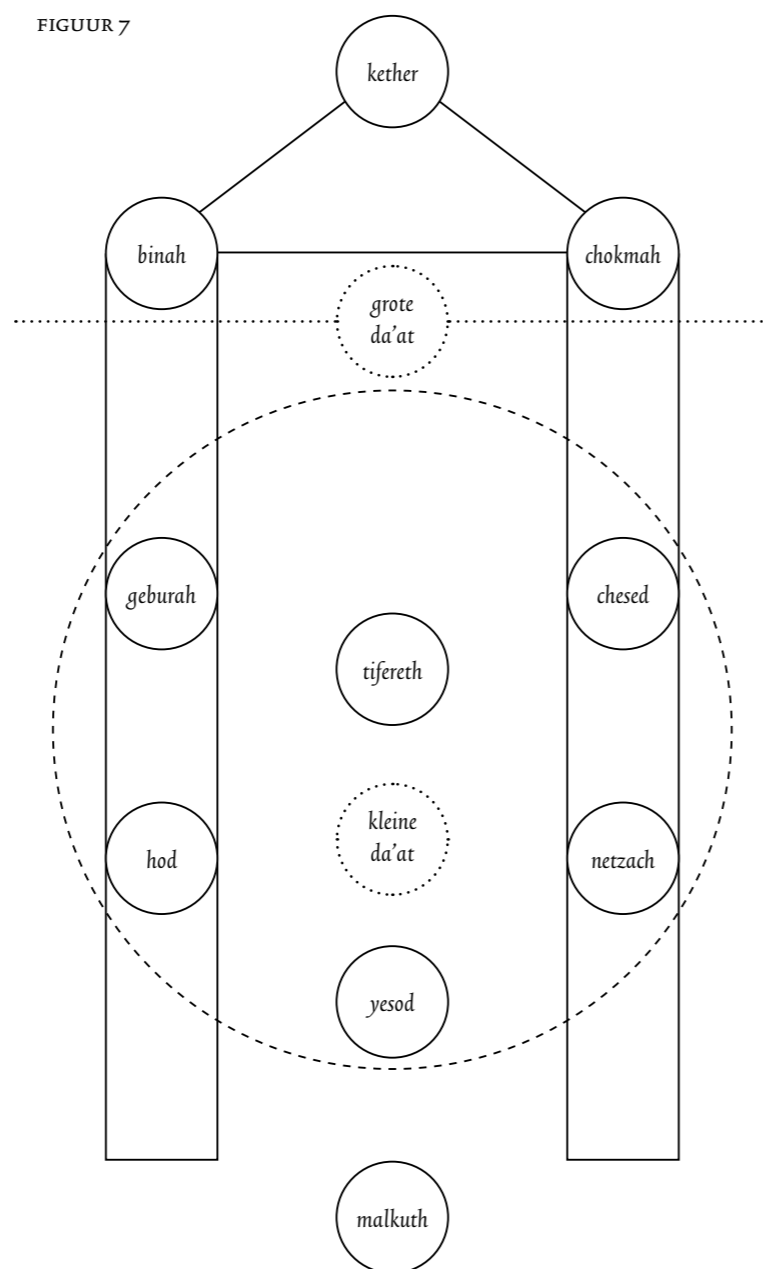 FIGUUR 7
kether
binah
chokmah
grote
da’at
geburah
chesed
tifereth
kleine
da’at
hod
netzach
yesod
malkuth